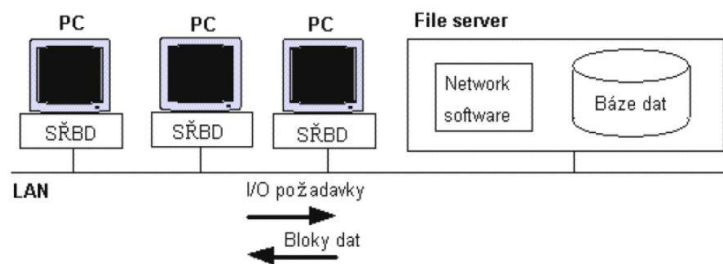 PC
PC
PC
File server
SŘBD
SŘBD
SŘBD
Network
software
Báze dat
LAN
I/O požadavky
Bloky dat